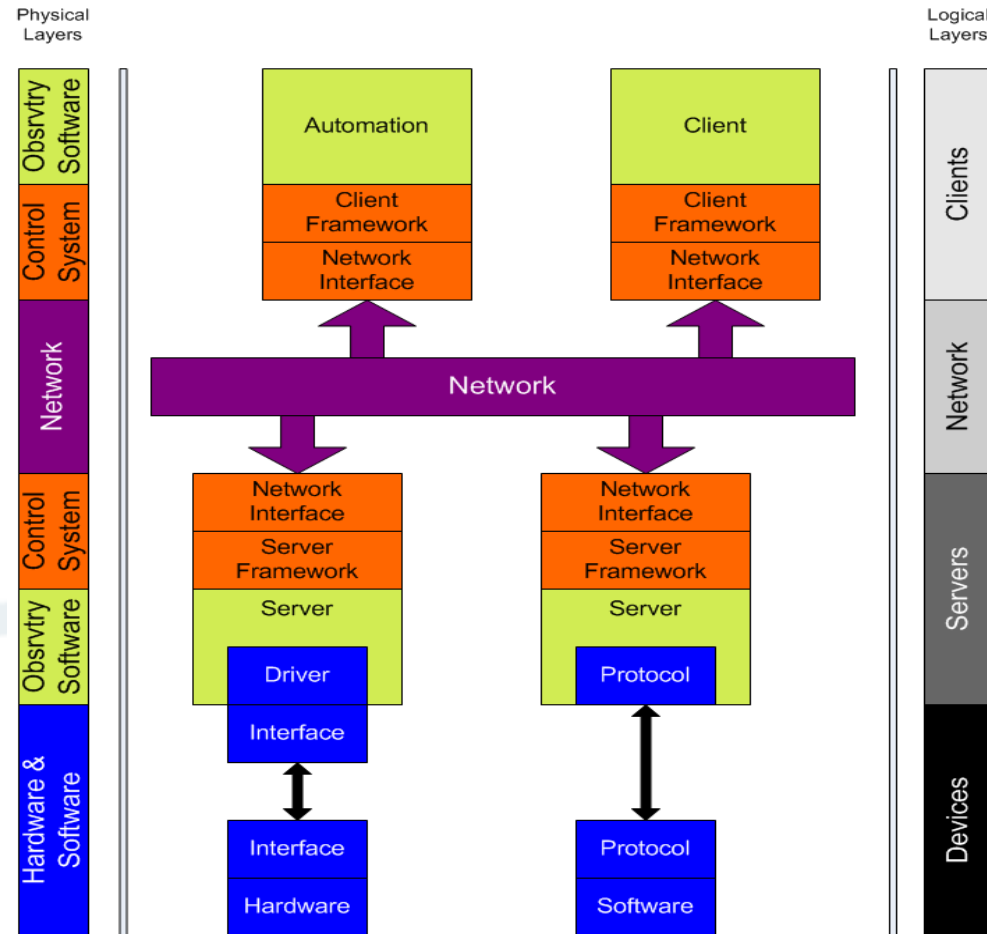 Physical
Layers
Logical
Layers
Obsrvtry
Software
Control
System
Network
Control
System
Obsrvtry
Software
Hardware &
Software
Automation
Client
Framework
Network
Interface
Client
Client
Framework
Network
Interface
Network
Network
Interface
Server
Framework
Server
Driver
Interface
Interface
Hardware
Network
Interface
Server
Framework
Server
Protocol
Protocol
Software
Clients
Network
Servers
Devices